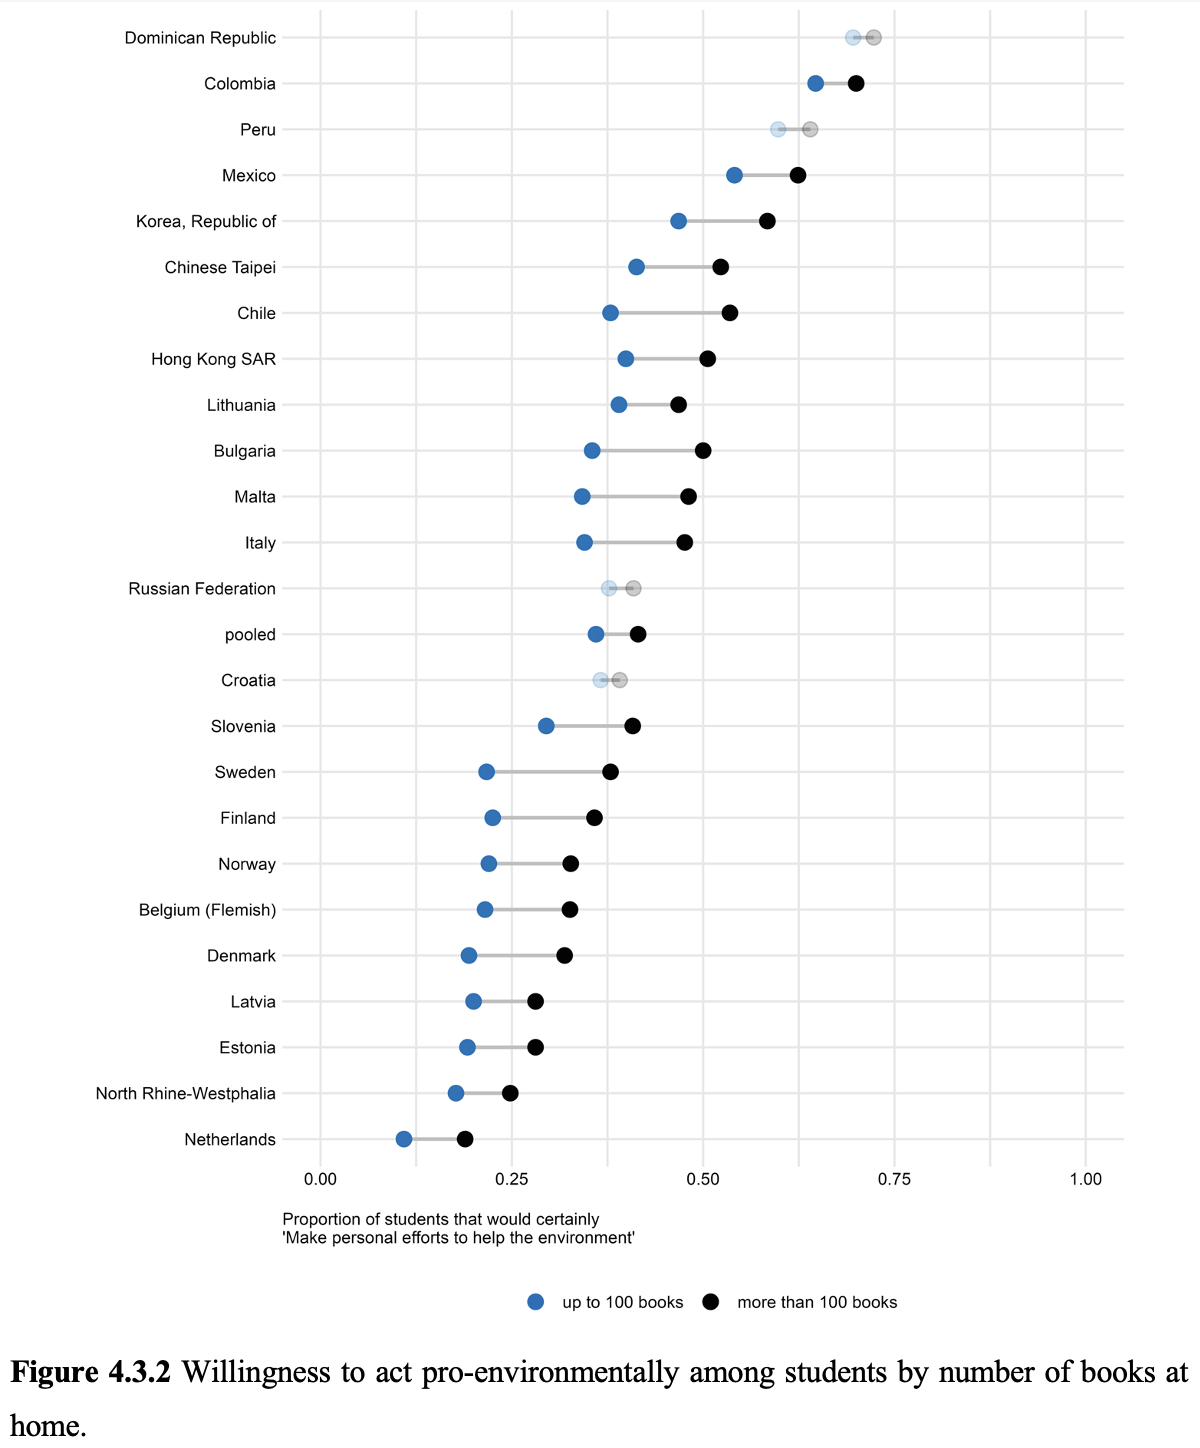 Dominican Republic
Colombia
Peru
Mexico
Korea, Republic of
Chinese Taipei
Chile
Hong Kong SAR
Lithuania
Bulgaria
Malta
Italy
Russian Federation
pooled
Croatia
Slovenia
Sweden
Finland
Norway
Belgium (Flemish)
Denmark
Latvia
Estonia
North Rhine-Westphalia
Netherlands
0.00 0.25 0.50 0.75 1.00
Proportion of students that would certainly
'Make personal efforts to help the environment'
up to 100 books more than 100 books
Figure 4.3.2 Willingness to act pro-environmentally among students by number of books at
home.